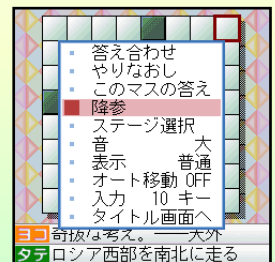 答え合わせ
やりなおし
このマスの答え
降参
ステージ選択
音 大
表示 普通
オート移動 OFF
入力 10 キー
タイトル画面へ
ヨコ 奇抜な考え。――大外
タテ ロシア西部を南北に走る